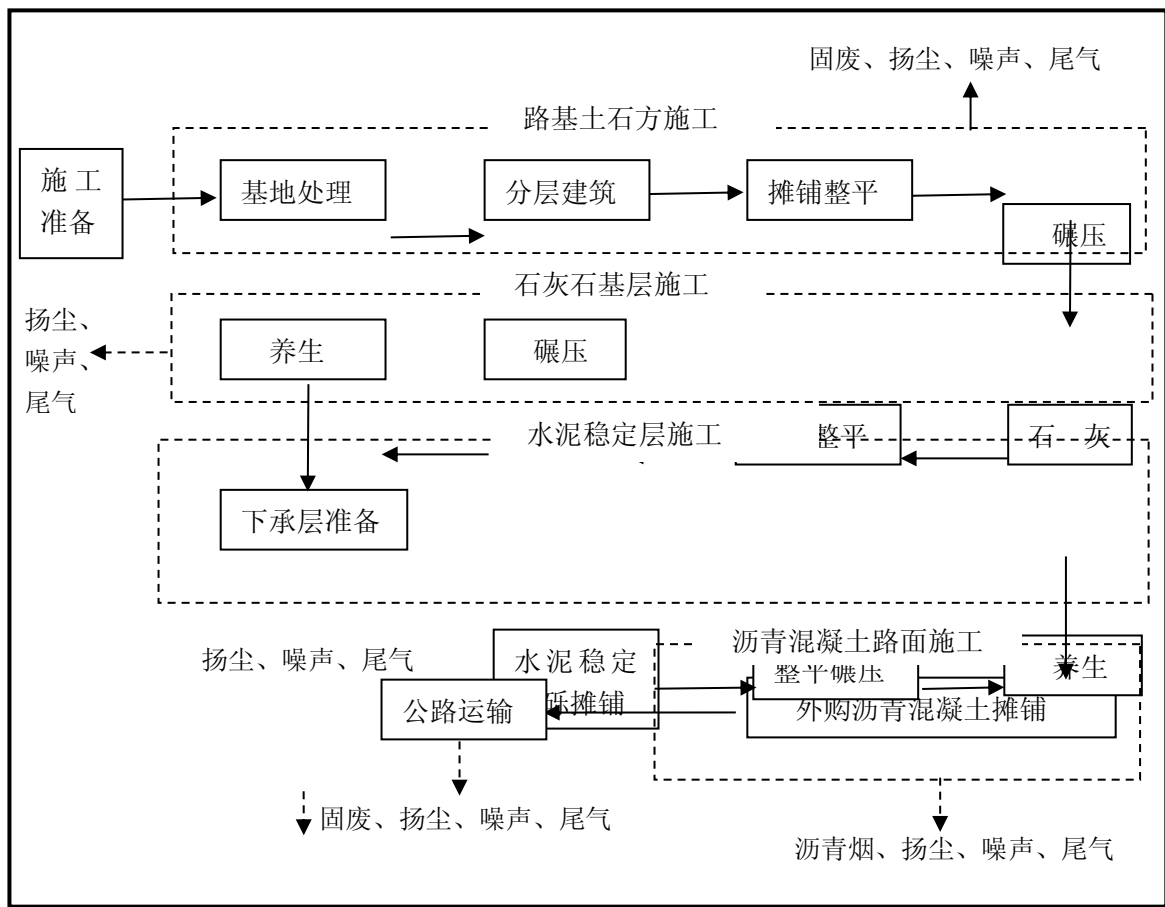 固废、扬尘、噪声、尾气
路基土石方施工
施工
准备
基地处理
分层建筑
摊铺整平
碾压
石灰石基层施工
扬尘、
噪声、
尾气
养生
碾压
水泥稳定层施工
整平
石 灰
下承层准备
扬尘、噪声、尾气
水泥稳定
砾摊铺
沥青混凝土路面施工
整平碾压
养生
公路运输
外购沥青混凝土摊铺
固废、扬尘、噪声、尾气
沥青烟、扬尘、噪声、尾气